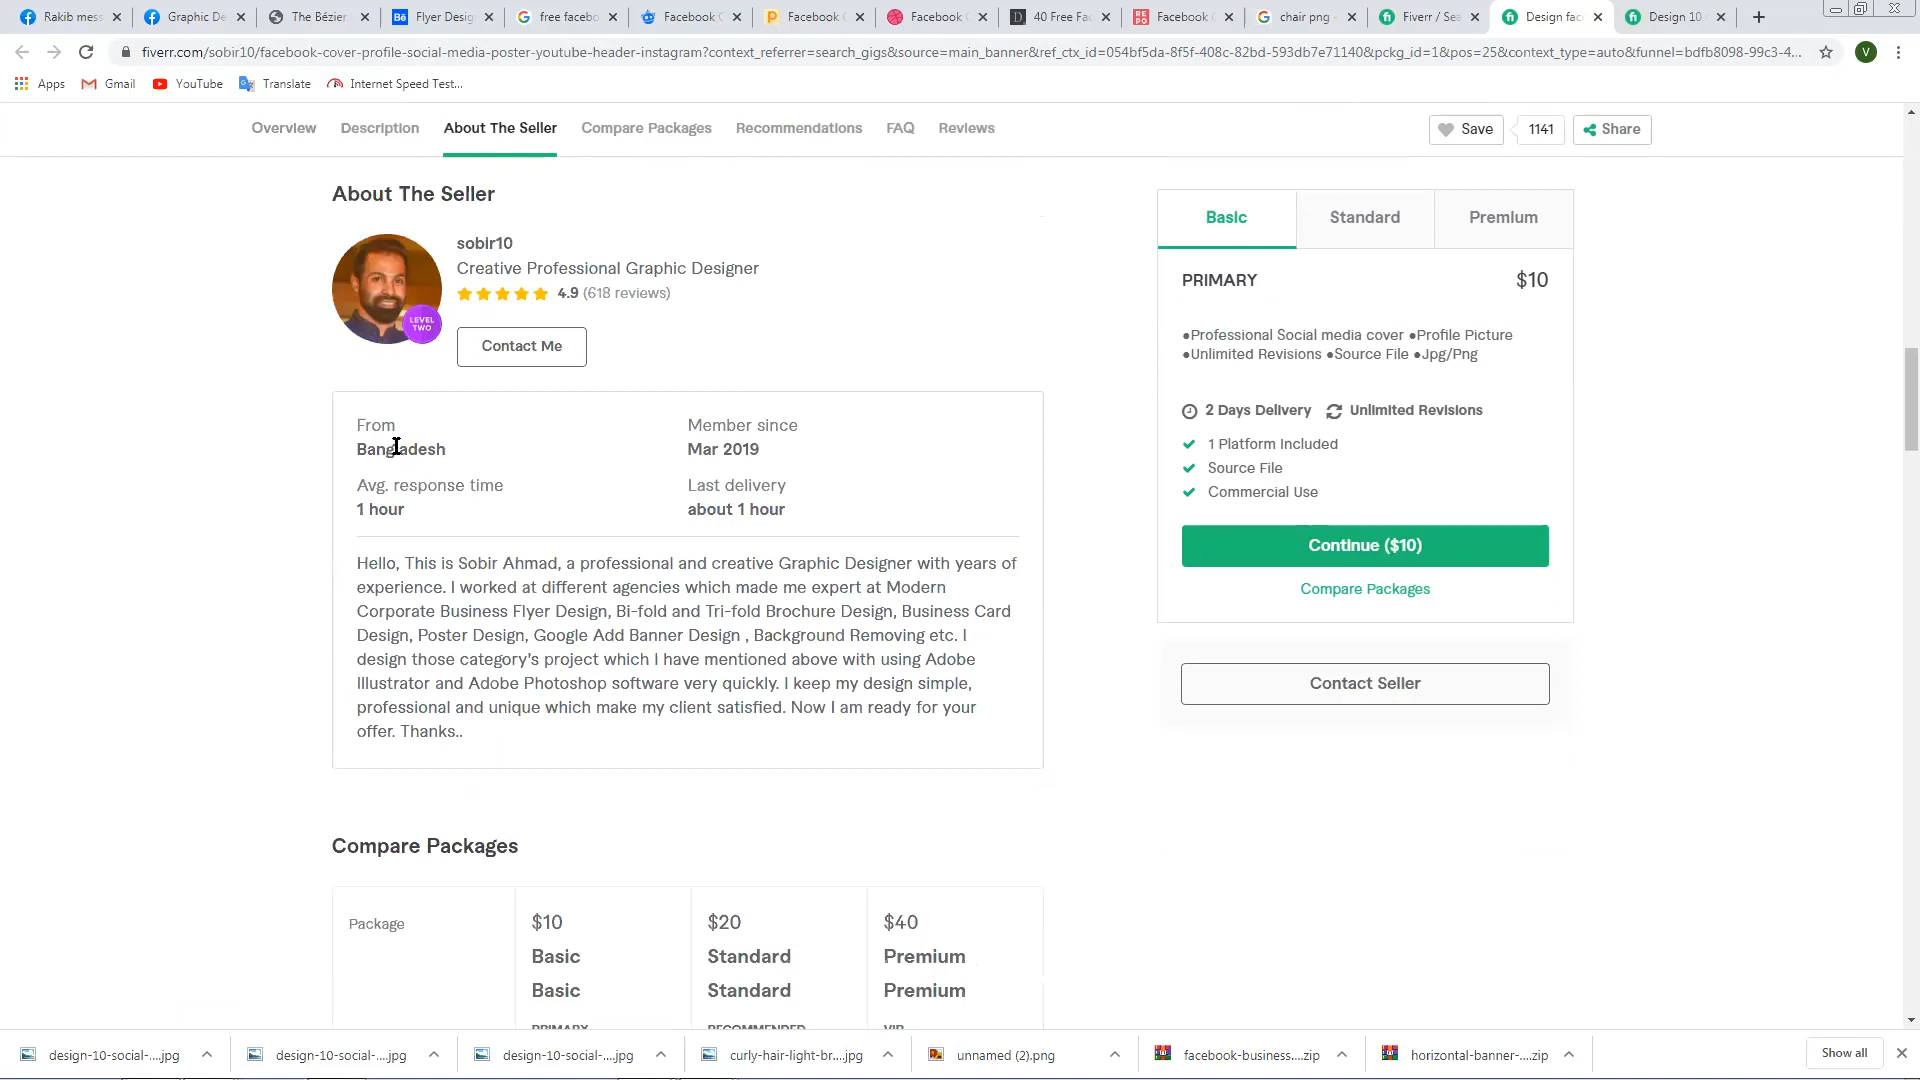 Rakib mess
Graphic De
The Bézier
Flyer Desig
free facebo
Facebook C
Facebook C
Facebook C
40 Free Fac
Facebook C
chair png -
Fiverr / Sea
Design fac
Design 10
fiverr.com/sobir10/facebook-cover-profile-social-media-poster-youtube-header-instagram?context_referrer=search_gigs&source=main_banner&ref_ctx_id=054bf5da-8f5f-408c-82bd-593db7e71140&pckg_id=1&pos=25&context_type=auto&funnel=bdfb8098-99c3-4...
V
Apps
Gmail
YouTube
Translate
Internet Speed Test...
Overview
Description
About The Seller
Compare Packages
Recommendations
FAQ
Reviews
Save
1141
Share
About The Seller
sobir10
Creative Professional Graphic Designer
4.9 (618 reviews)
LEVEL
TWO
Contact Me
From
Bangladesh
Member since
Mar 2019
Avg. response time
1 hour
Last delivery
about 1 hour
Hello, This is Sobir Ahmad, a professional and creative Graphic Designer with years of
experience. I worked at different agencies which made me expert at Modern
Corporate Business Flyer Design, Bi-fold and Tri-fold Brochure Design, Business Card
Design, Poster Design, Google Add Banner Design , Background Removing etc. I
design those category's project which I have mentioned above with using Adobe
Illustrator and Adobe Photoshop software very quickly. I keep my design simple,
professional and unique which make my client satisfied. Now I am ready for your
offer. Thanks..
Basic
Standard
Premium
PRIMARY
$10
●Professional Social media cover ●Profile Picture
●Unlimited Revisions ●Source File ●Jpg/Png
2 Days Delivery
Unlimited Revisions
1 Platform Included
Source File
Commercial Use
Continue ($10)
Compare Packages
Contact Seller
Compare Packages
Package
$10
Basic
Basic
PRIMARY
$20
Standard
Standard
RECOMMENDED
$40
Premium
Premium
VIP
design-10-social-....jpg
design-10-social-....jpg
design-10-social-....jpg
curly-hair-light-br....jpg
unnamed (2).png
facebook-business....zip
horizontal-banner-....zip
Show all